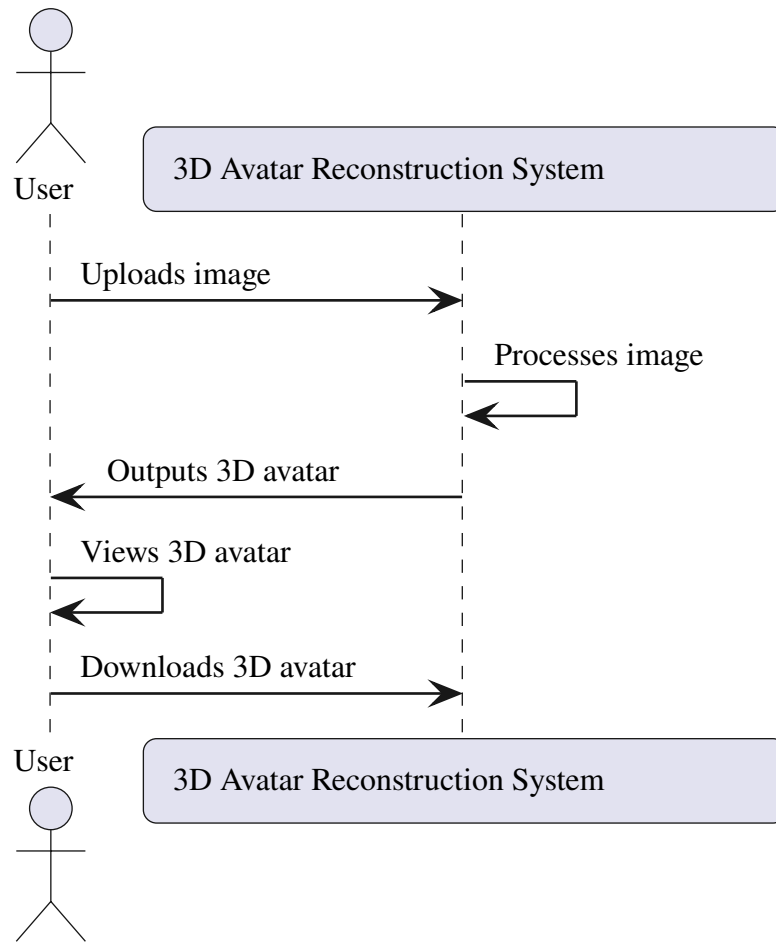 User
3D Avatar Reconstruction System
Uploads image
Processes image
Outputs 3D avatar
Views 3D avatar
Downloads 3D avatar
User
3D Avatar Reconstruction System